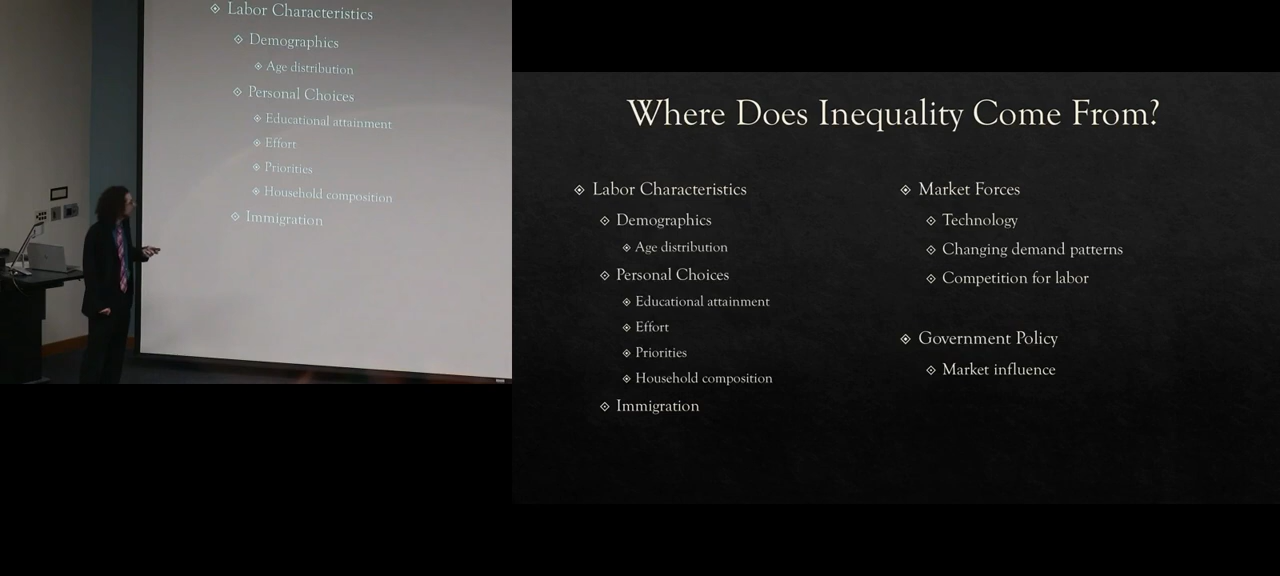 Labor Characteristics
Demographics
Age distribution
Personal Choices
Educational attainment
Effort
Priorities
Household composition
Immigration
Where Does Inequality Come From?
Labor Characteristics
Demographics
Age distribution
Personal Choices
Educational attainment
Effort
Priorities
Household composition
Immigration
Market Forces
Technology
Changing demand patterns
Competition for labor
Government Policy
Market influence